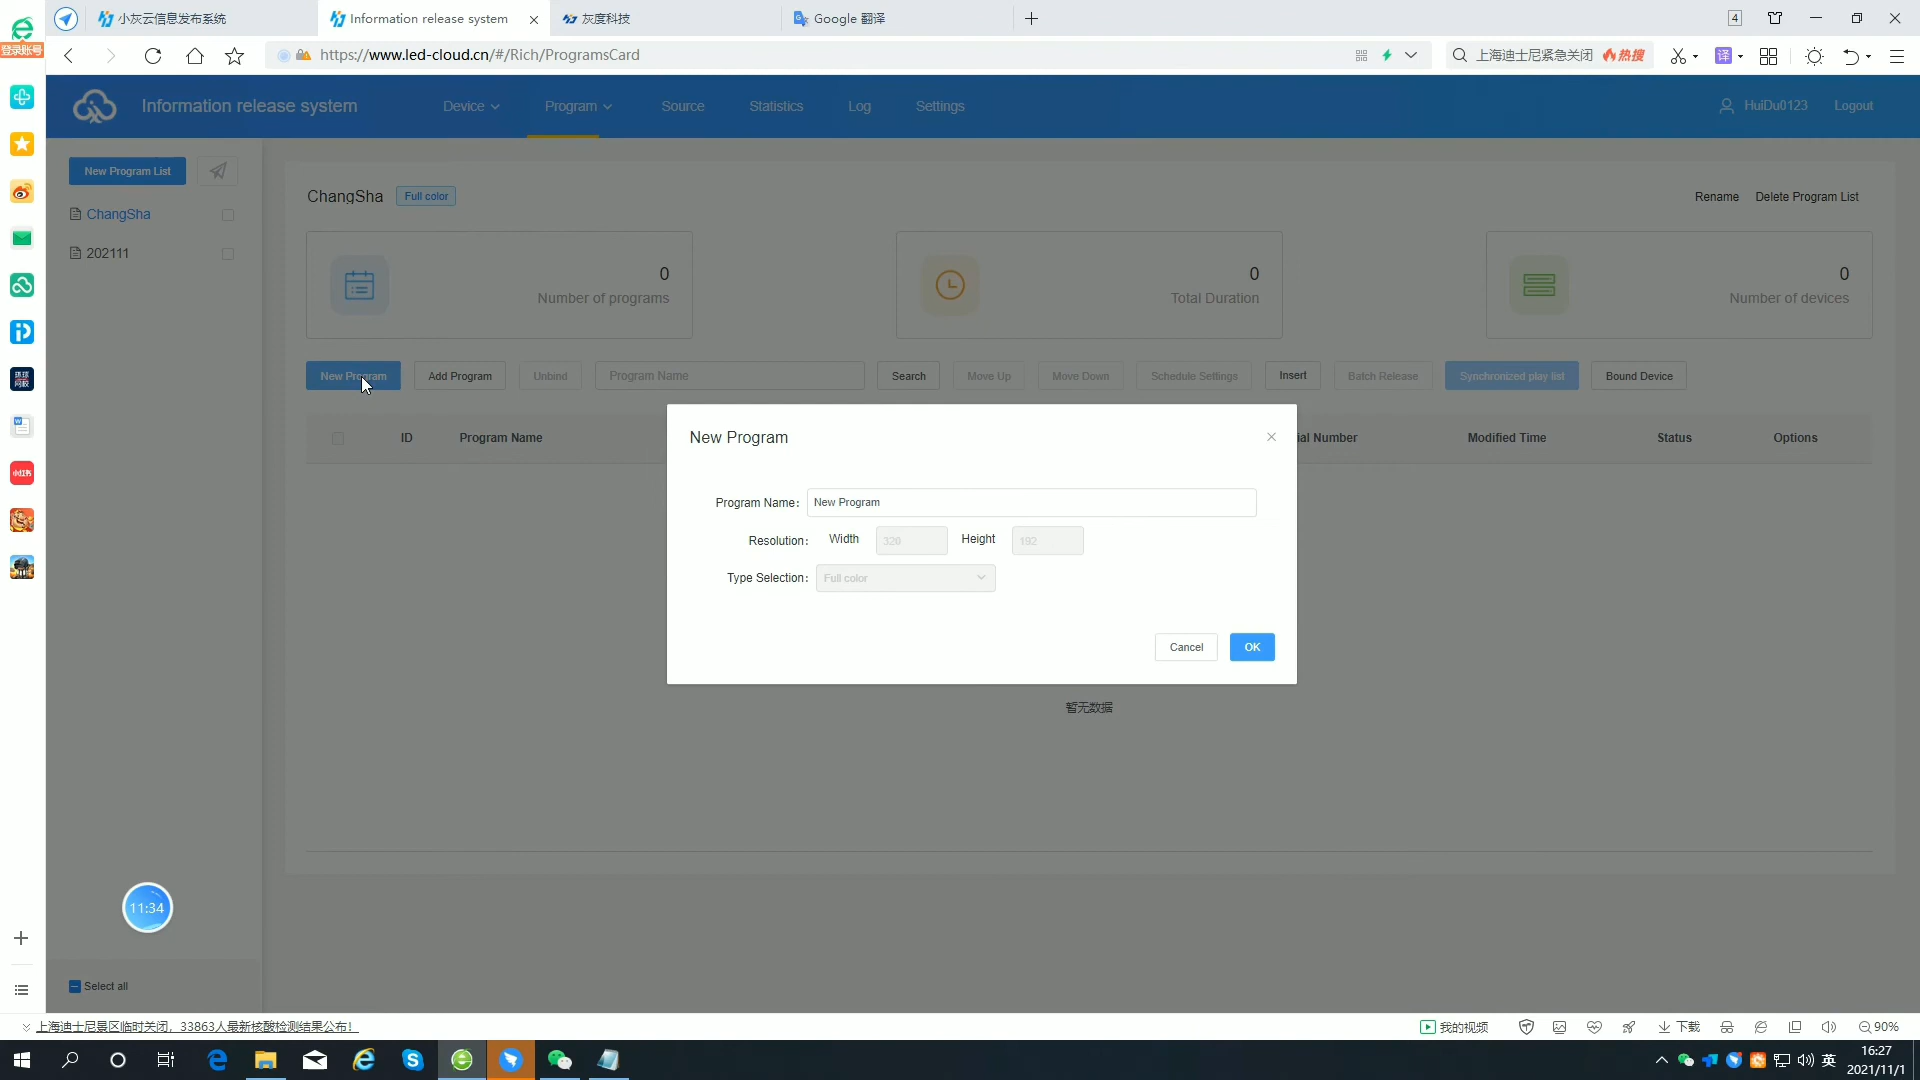 小灰云信息发布系统
Information release system
灰度科技
Google 翻译
4
登录账号
https://www.led-cloud.cn/#/Rich/ProgramsCard
上海迪士尼紧急关闭
热搜
译
Information release system
Device
Program
Source
Statistics
Log
Settings
HuiDu0123
Logout
New Program List
ChangSha
202111
ChangSha
Full color
Rename
Delete Program List
0
Number of programs
0
Total Duration
0
Number of devices
New Program
Add Program
Unbind
Program Name
Search
Move Up
Move Down
Schedule Settings
Insert
Batch Release
Synchronized play list
Bound Device
ID
Program Name
ial Number
Modified Time
Status
Options
New Program
Program Name:
New Program
Resolution:
Width
320
Height
192
Type Selection:
Full color
Cancel
OK
暂无数据
小红书
11:34
Select all
上海迪士尼景区临时关闭，33863人最新核酸检测结果公布！
我的视频
下载
90%
英
16:27
2021/11/1